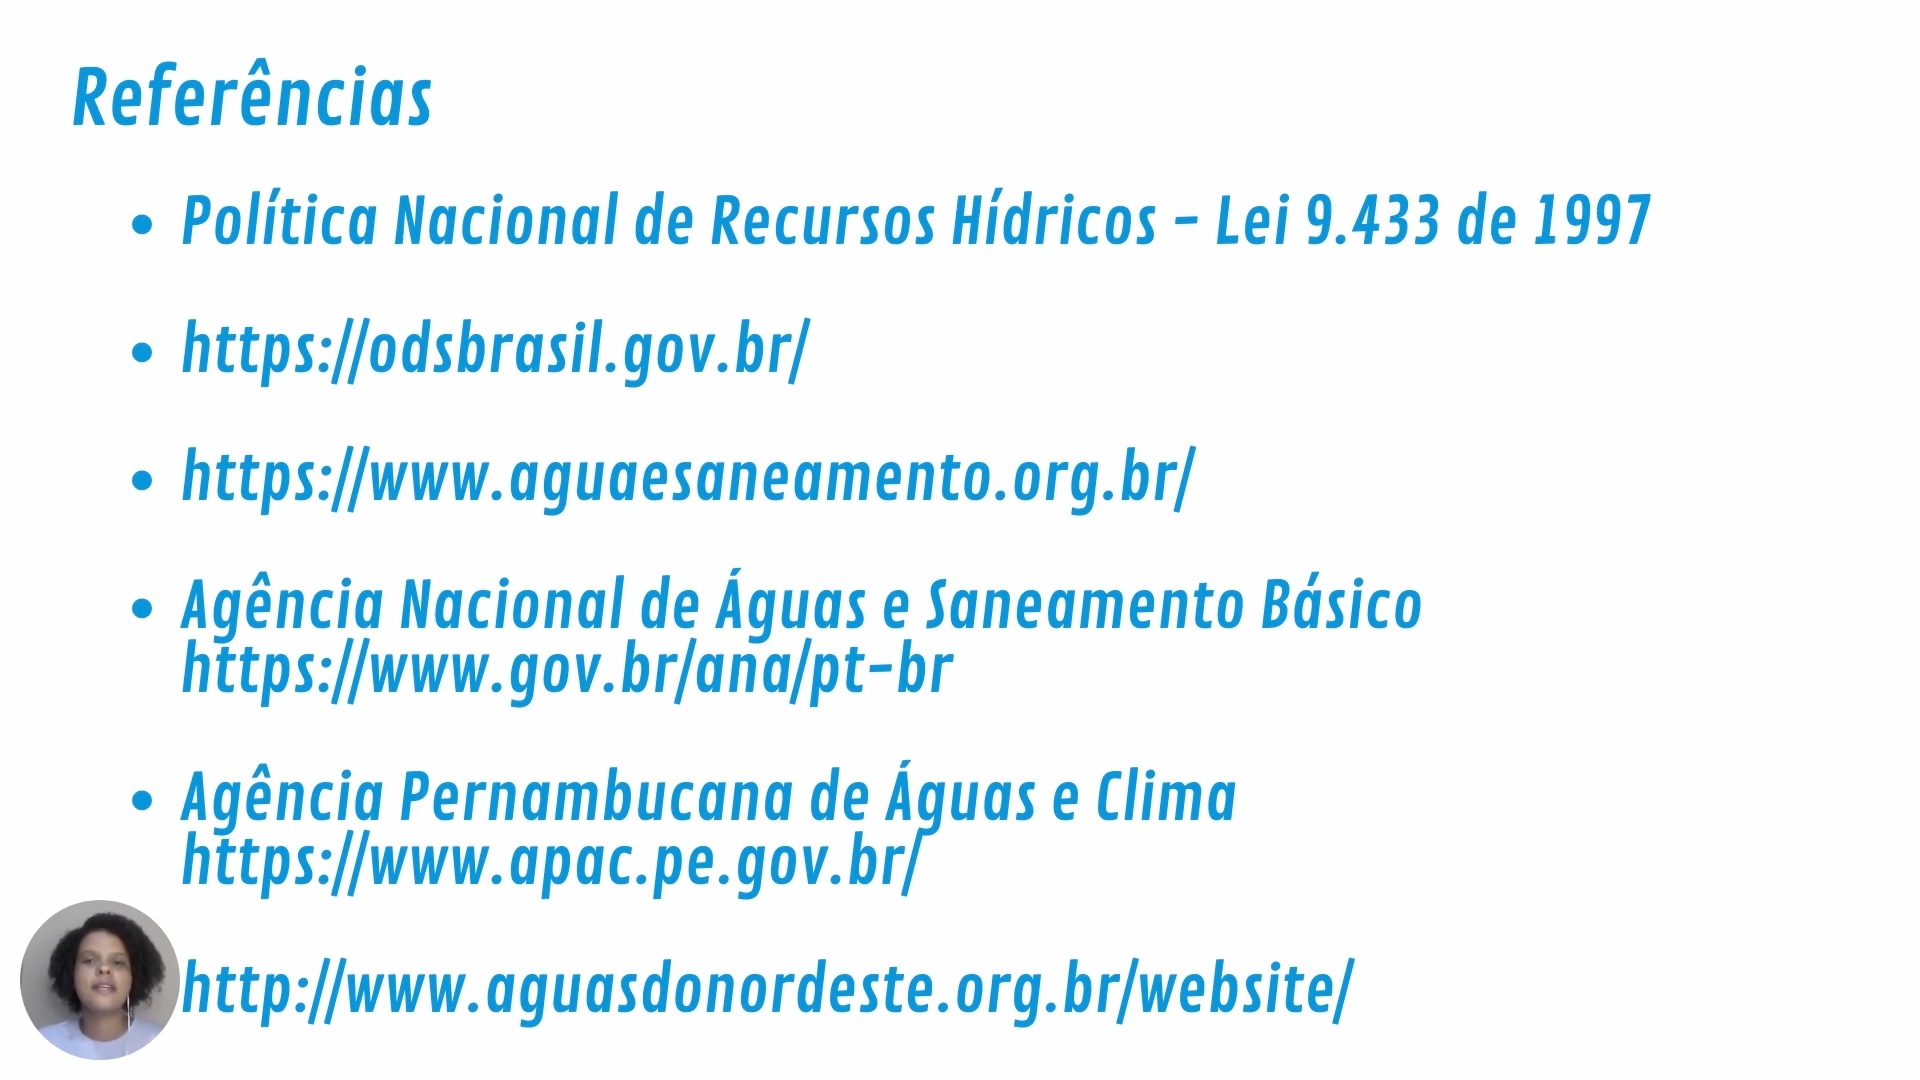 Referências
• Política Nacional de Recursos Hídricos - Lei 9.433 de 1997
• https://odsbrasil.gov.br/
• https://www.aguaesaneamento.org.br/
• Agência Nacional de Águas e Saneamento Básico
https://www.gov.br/ana/pt-br
• Agência Pernambucana de Águas e Clima
https://www.apac.pe.gov.br/
http://www.aguasdonordeste.org.br/website/